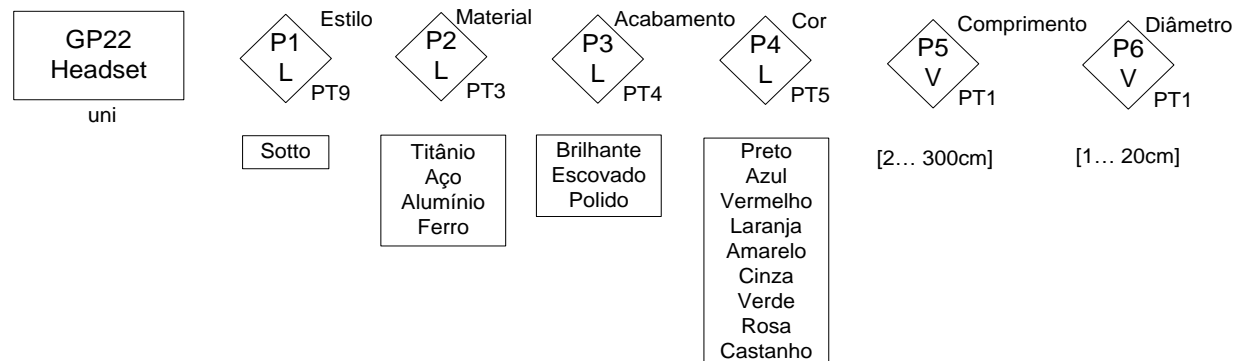 GP22
Headset
uni
Estilo
P1
L
PT9
Sotto
Material
P2
L
PT3
Titânio
Aço
Alumínio
Ferro
Acabamento
P3
L
PT4
Brilhante
Escovado
Polido
Cor
P4
L
PT5
Preto
Azul
Vermelho
Laranja
Amarelo
Cinza
Verde
Rosa
Castanho
Comprimento
P5
V
PT1
[2... 300cm]
Diâmetro
P6
V
PT1
[1... 20cm]